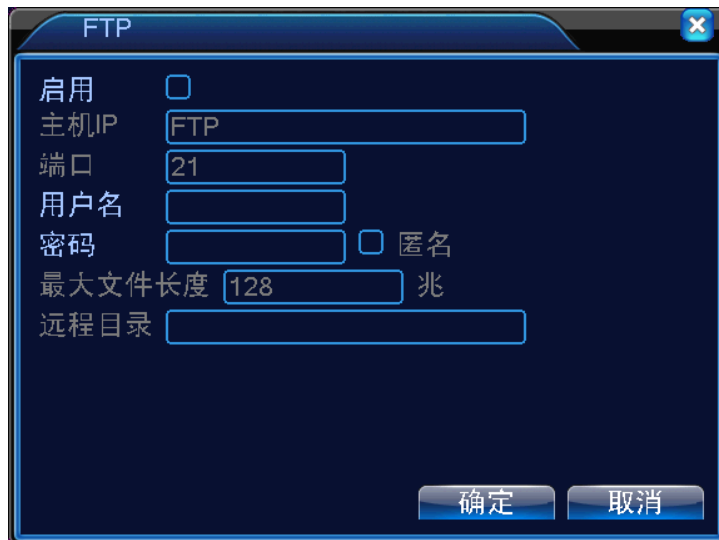 FTP
启用
主机IP FTP
端口 21
用户名
密码 匿名
最大文件长度 128 兆
远程目录
确定 取消